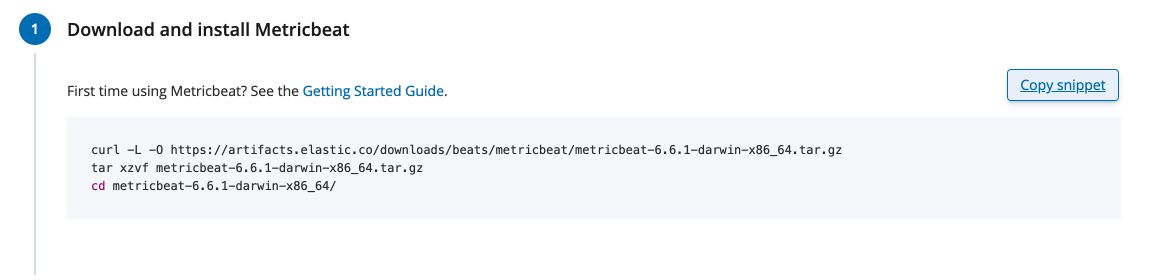 1
Download and install Metricbeat
First time using Metricbeat? See the Getting Started Guide.
Copy snippet
curl -L -O https://artifacts.elastic.co/downloads/beats/metricbeat/metricbeat-6.6.1-darwin-x86_64.tar.gz
tar xzvf metricbeat-6.6.1-darwin-x86_64.tar.gz
cd metricbeat-6.6.1-darwin-x86_64/